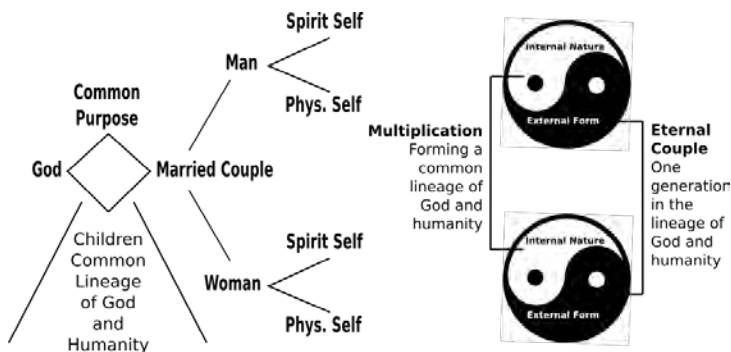 Spirit Self
Man
Phys. Self
Common
Purpose
God
Married Couple
Children
Common
Lineage
of God
and
Humanity
Spirit Self
Woman
Phys. Self
Internal Nature
External Form
Multiplication
Forming a
common
lineage of
God and
humanity
Eternal
Couple
One
generation
in the
lineage of
God and
humanity
Internal Nature
External Form